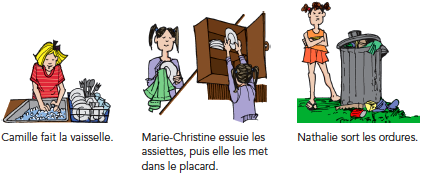 Camille fait la vaisselle.
Marie-Christine essuie les
assiettes, puis elle les met
dans le placard.
Nathalie sort les ordures.